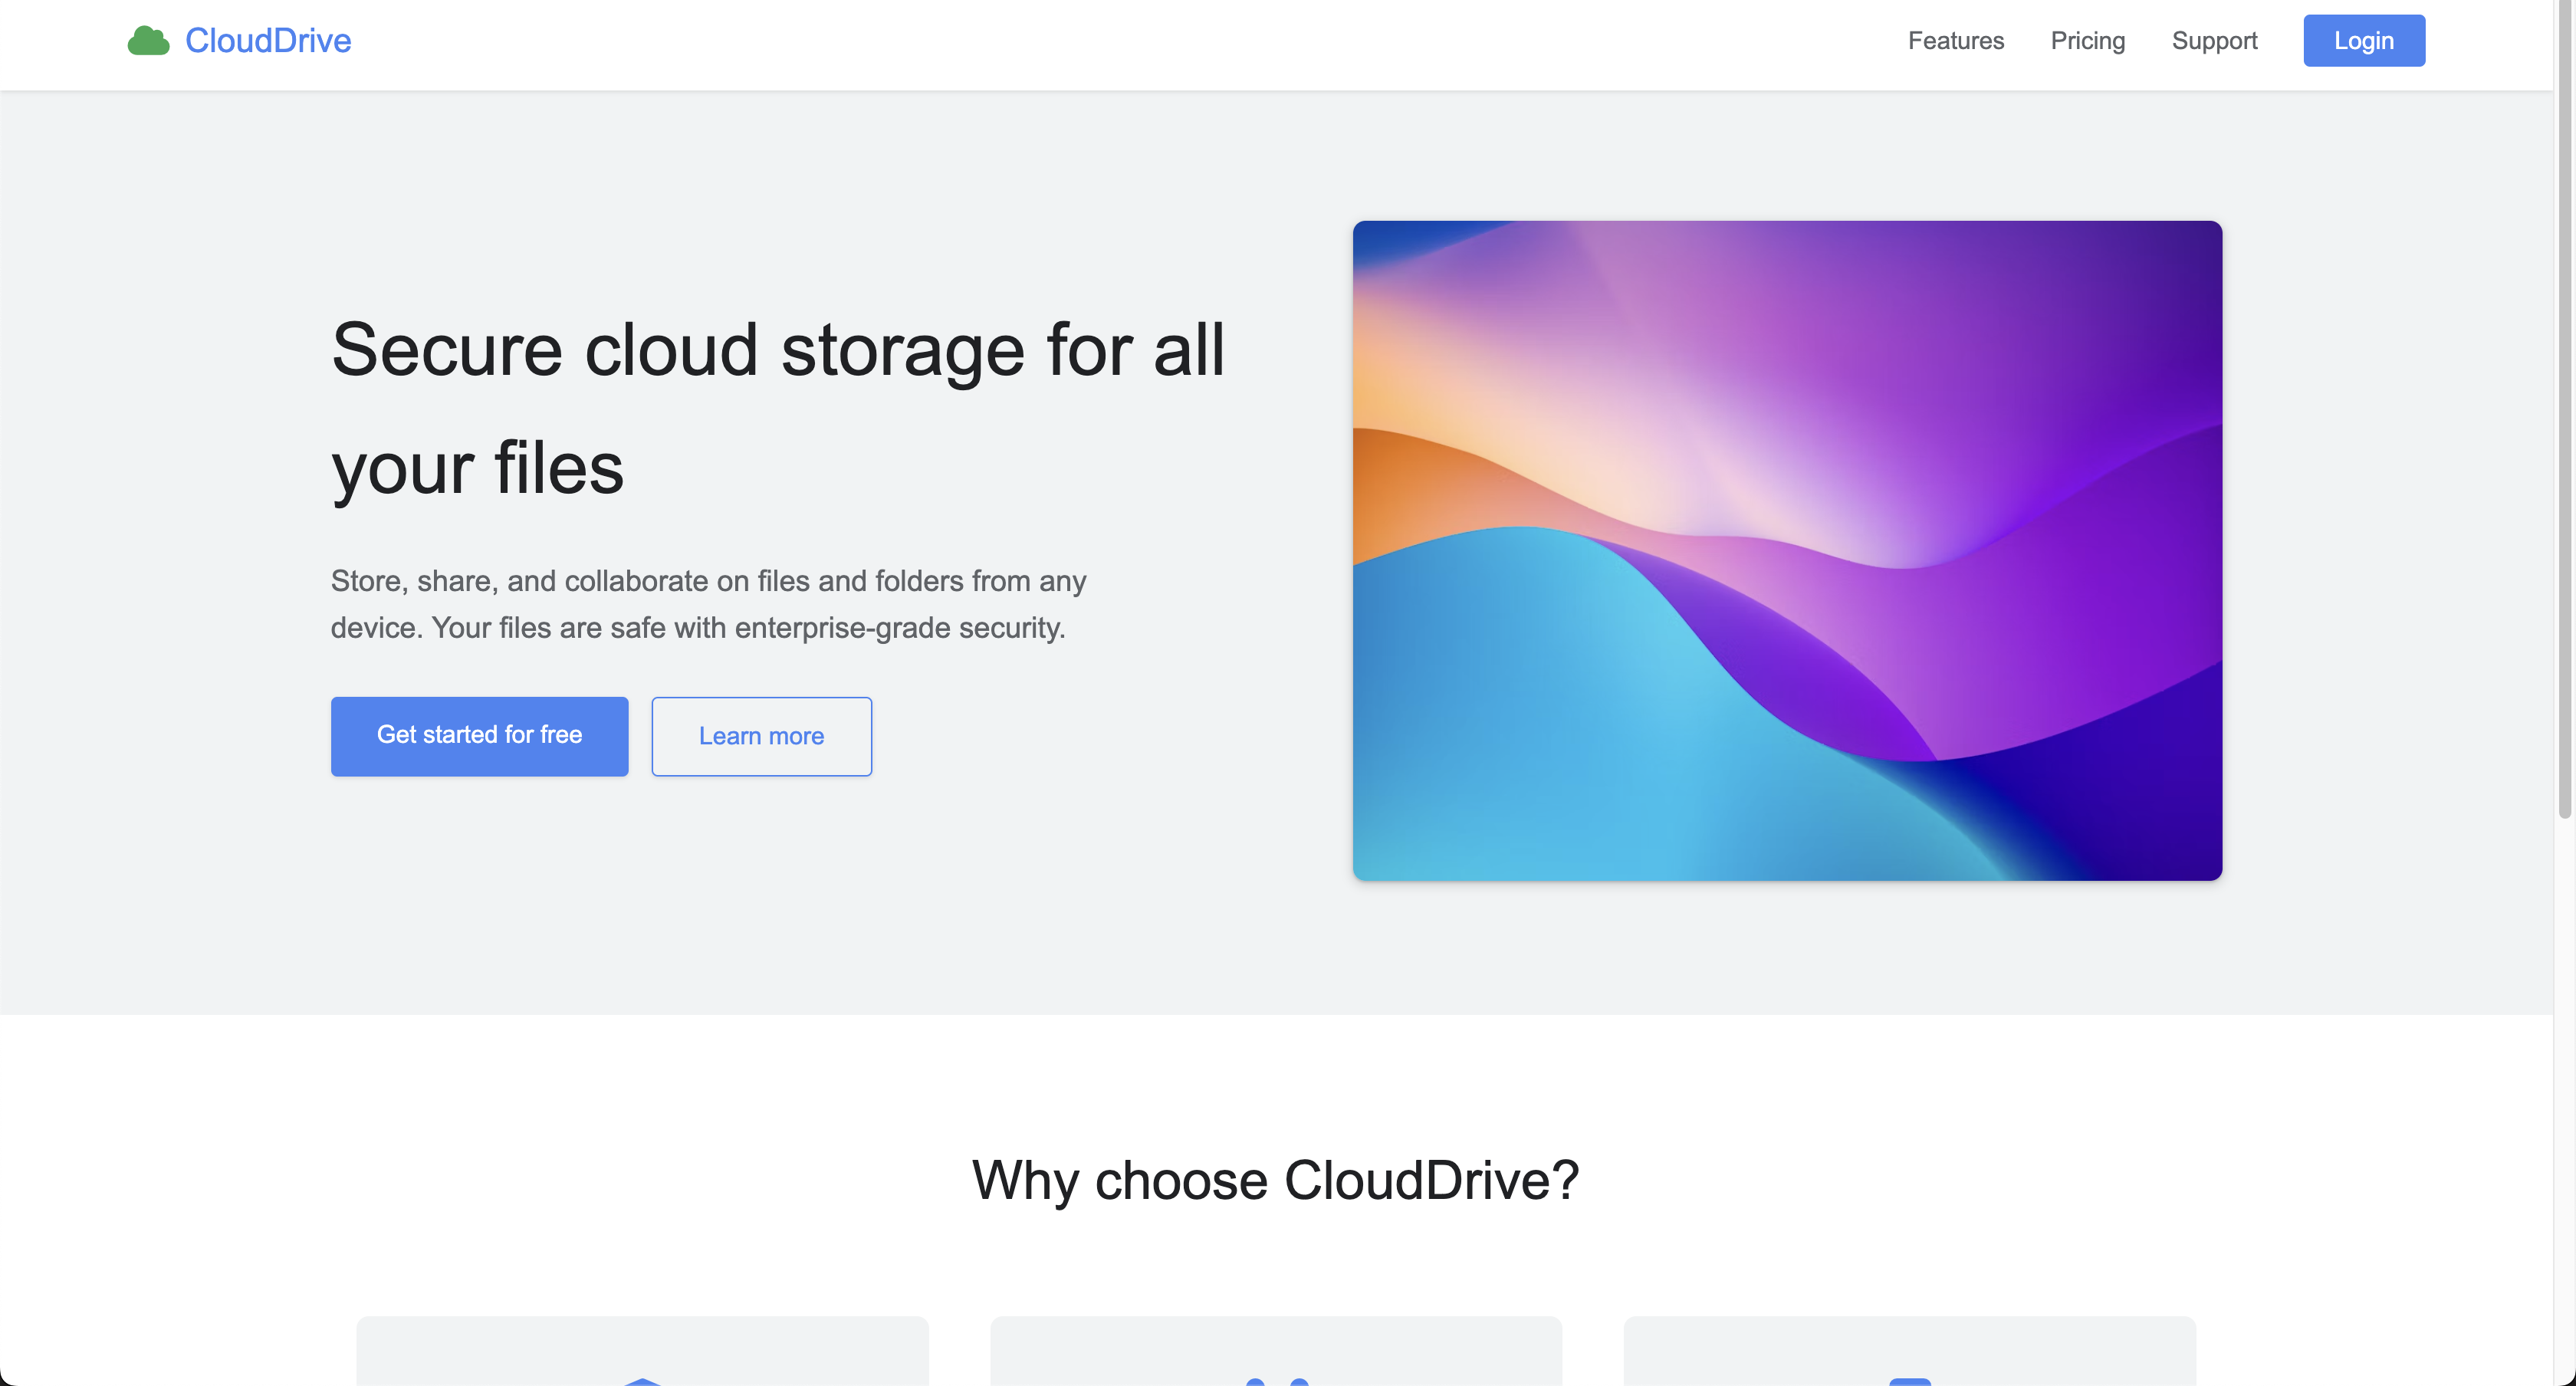 CloudDrive
Features
Pricing
Support
Login
Secure cloud storage for all
your files
Store, share, and collaborate on files and folders from any
device. Your files are safe with enterprise-grade security.
Get started for free
Learn more
Why choose CloudDrive?